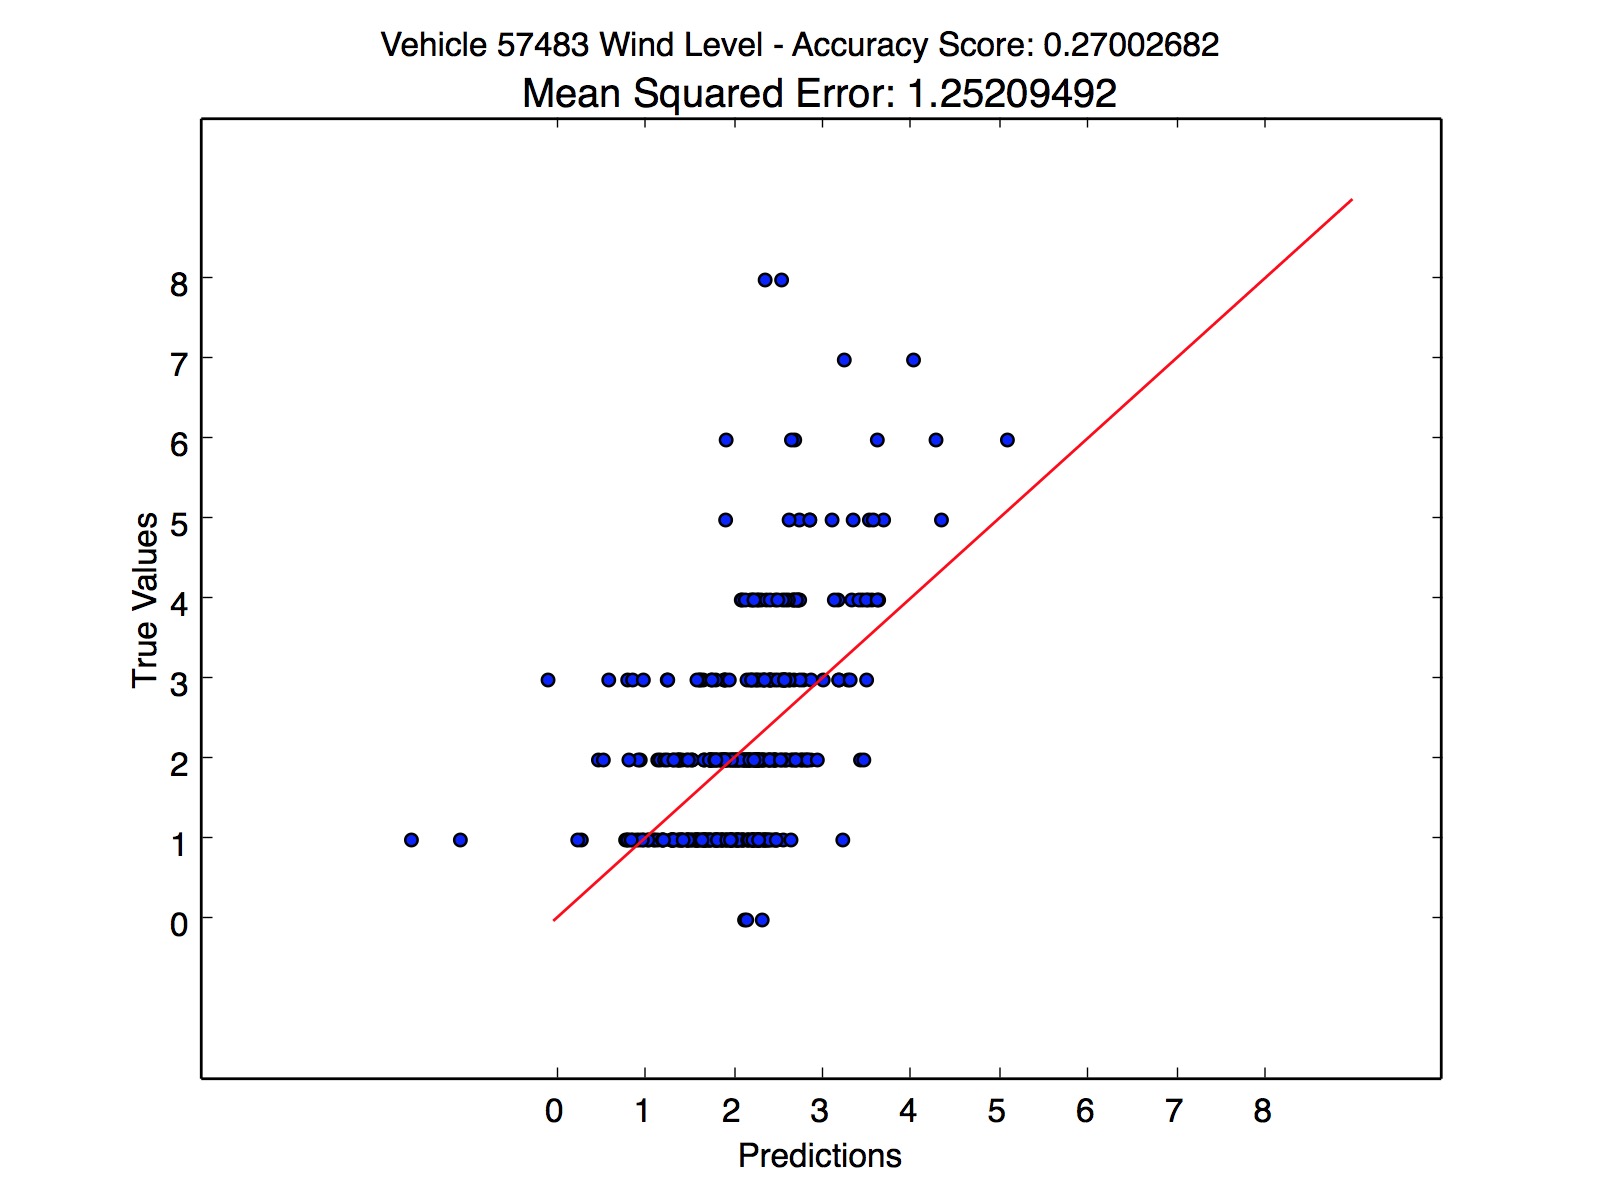 Vehicle 57483 Wind Level - Accuracy Score: 0.27002682
Mean Squared Error: 1.25209492
8
7
6
5
4
3
2
1
0
True Values
0 1 2 3 4 5 6 7 8
Predictions